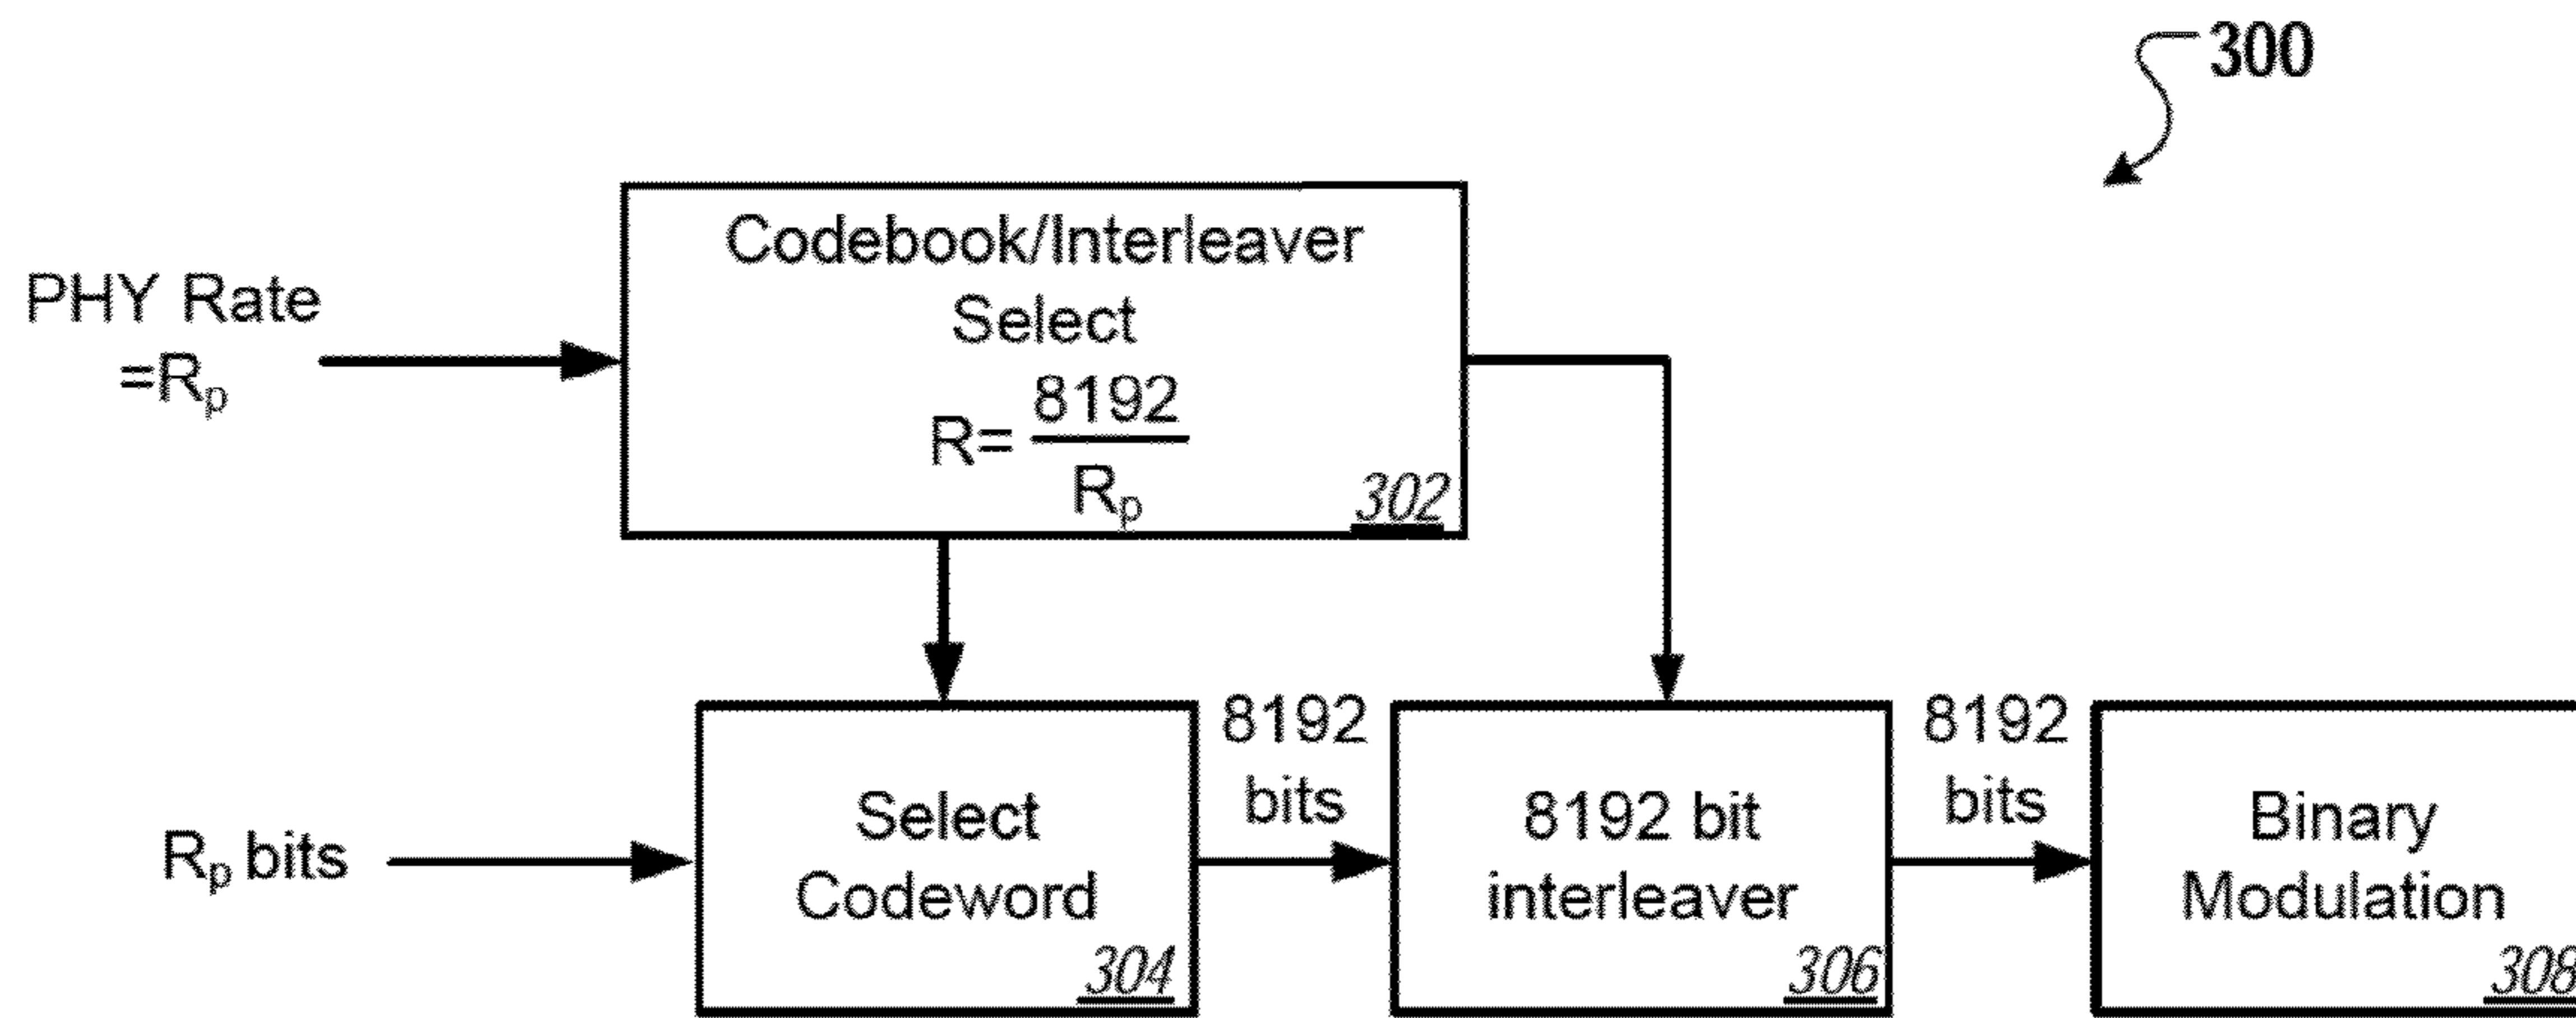 300
Codebook/Interleaver
Select
R= 8192
Rp
302
PHY Rate
=Rp
Rp bits
Select
Codeword
304
8192
bits
8192 bit
interleaver
306
8192
bits
Binary
Modulation
308